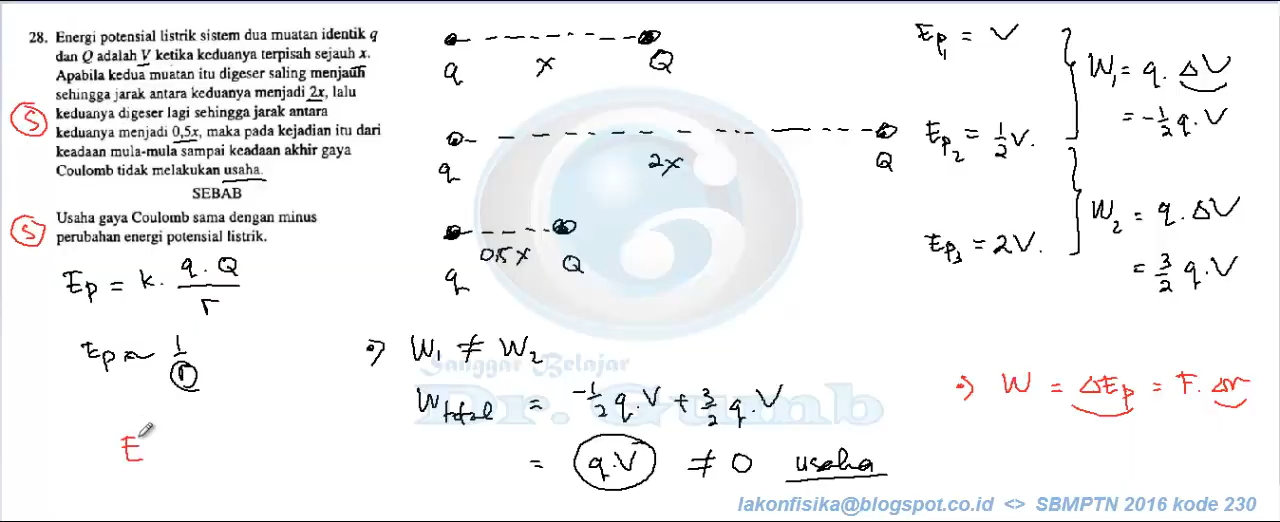 28. Energi potensial listrik sistem dua muatan identik q
dan Q adalah V ketika keduanya terpisah sejauh x.
Apabila kedua muatan itu digeser saling menjauh
sehingga jarak antara keduanya menjadi 2x, lalu
keduanya digeser lagi sehingga jarak antara
keduanya menjadi 0,5x, maka pada kejadian itu dari
keadaan mula-mula sampai keadaan akhir gaya
Coulomb tidak melakukan usaha.
SEBAB
Usaha gaya Coulomb sama dengan minus
perubahan energi potensial listrik.
S
S
Ep = k. q.Q/r
Ep ≈ 1/r
E
q x Q
q 2x Q
q 0,5x Q
Ep1 = V
Ep2 = 1/2 V.
Ep3 = 2V.
W1 = q. ΔV
= -1/2 q.V
W2 = q. ΔV
= 3/2 q.V
W1 ≠ W2
Wtotal = -1/2 q.V + 3/2 q.V
= q.V ≠ 0 usaha
W = ΔEp = F. Δr
Sanggar Belajar
Dr. Gumb
lakonfisika@blogspot.co.id <> SBMPTN 2016 kode 230